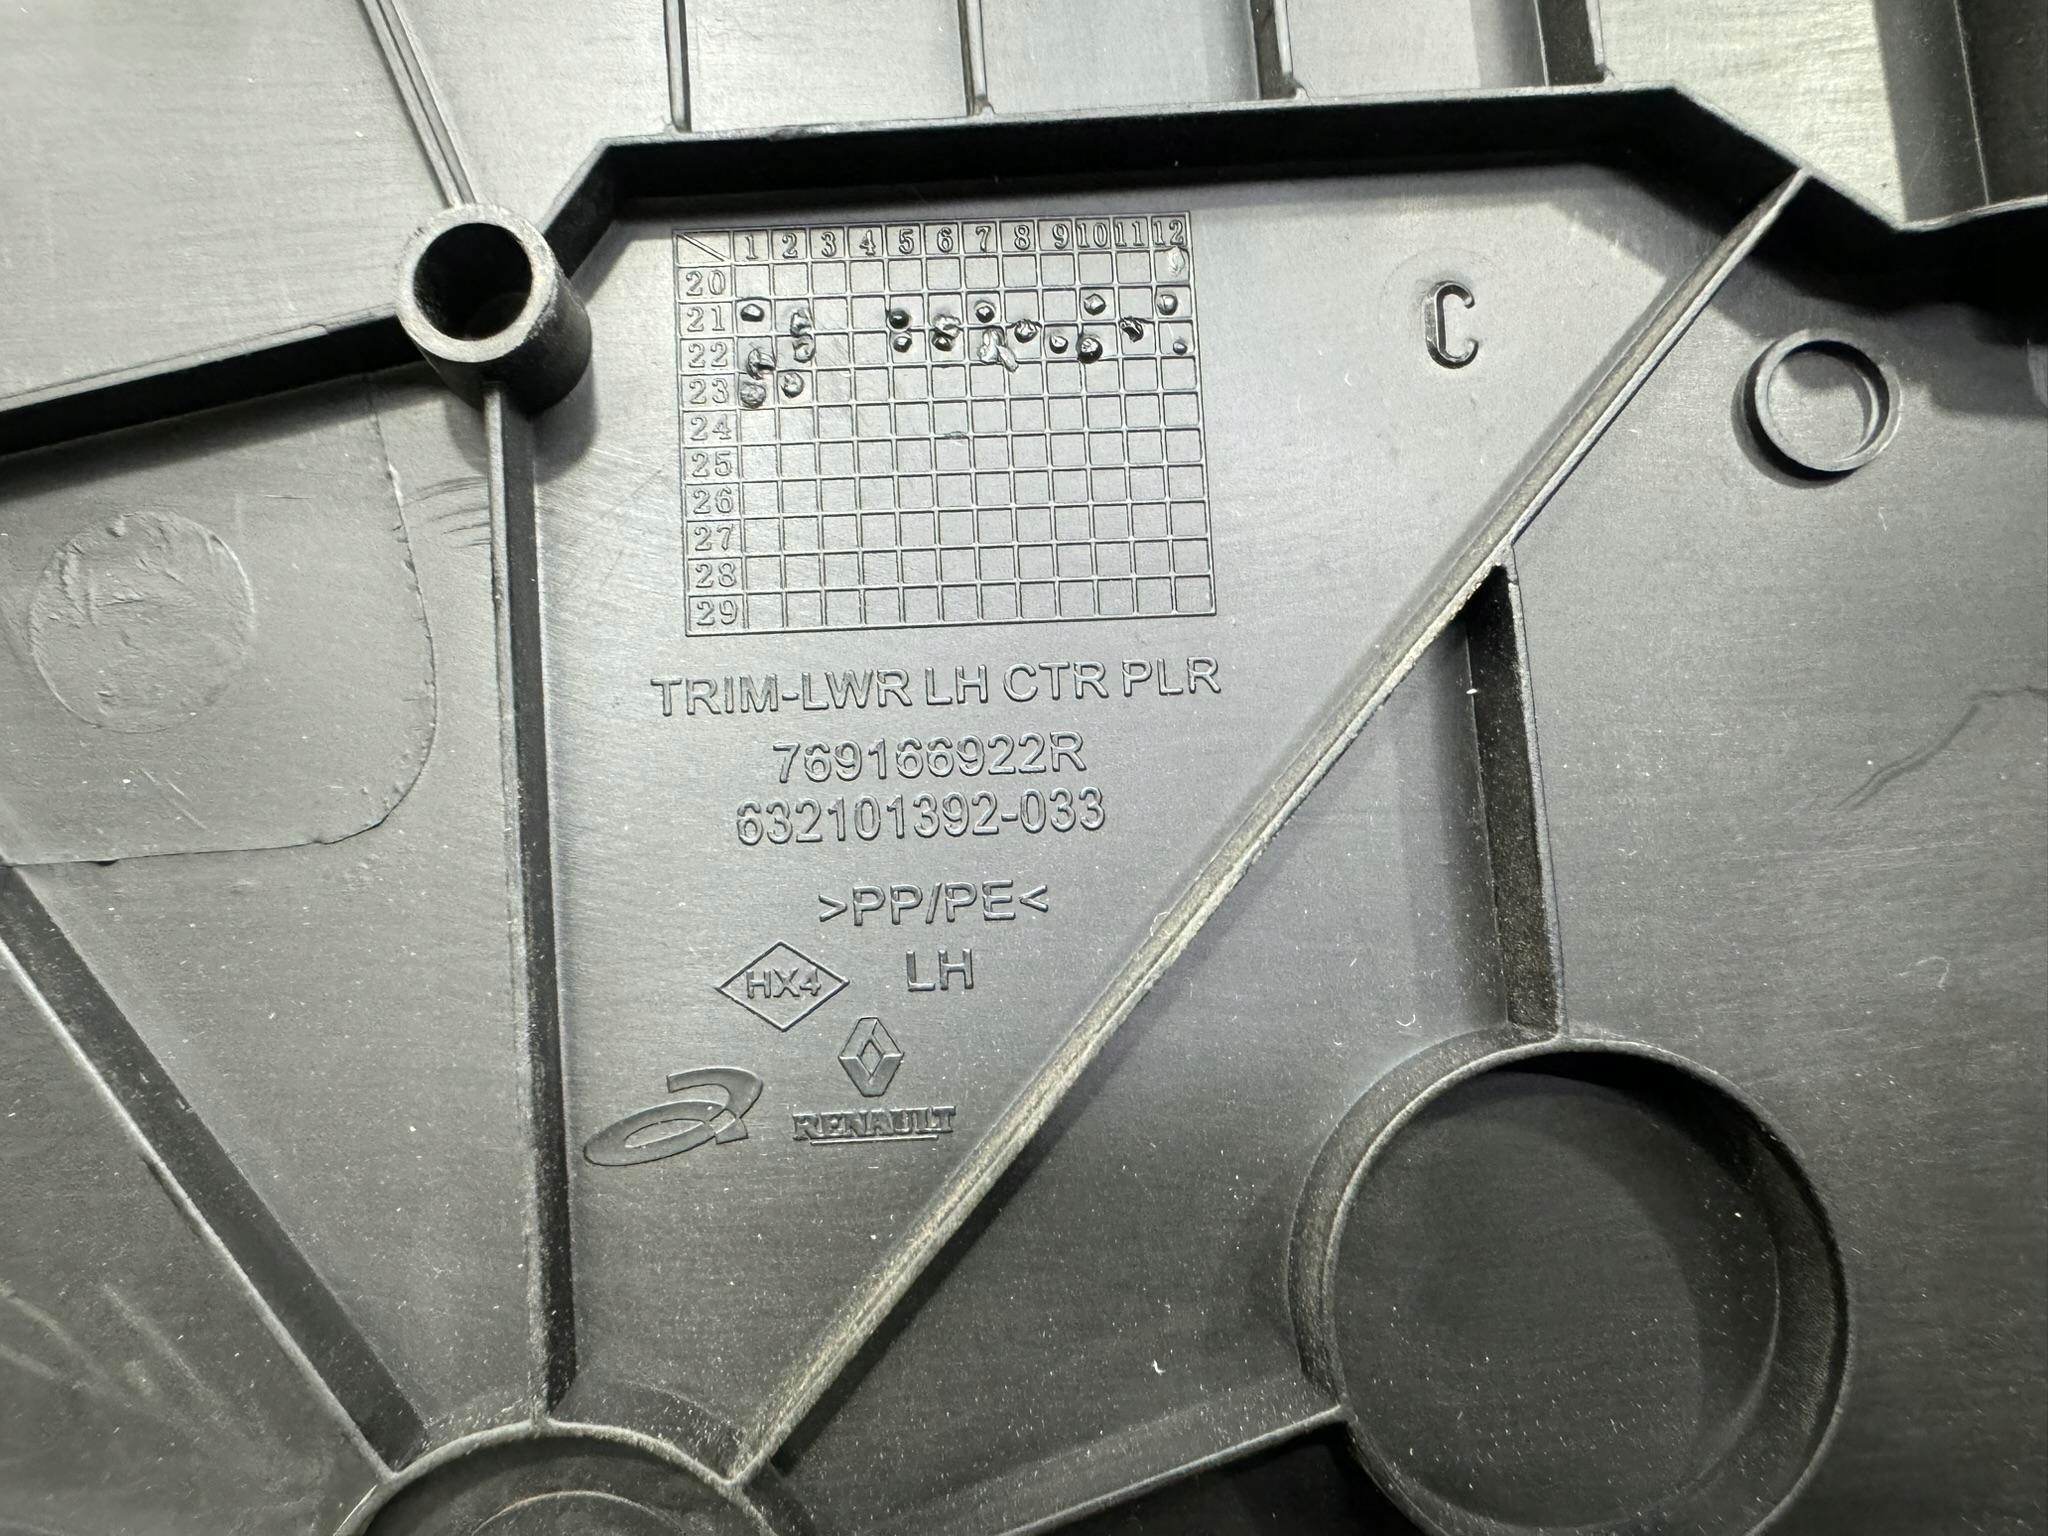 1 2 3 4 5 6 7 8 9 10 11 12
20
21
22
23
24
25
26
27
28
29
C
TRIM-LWR LH CTR PLR
769166922R
632101392-033
>PP/PE<
HX4 LH
RENAULT